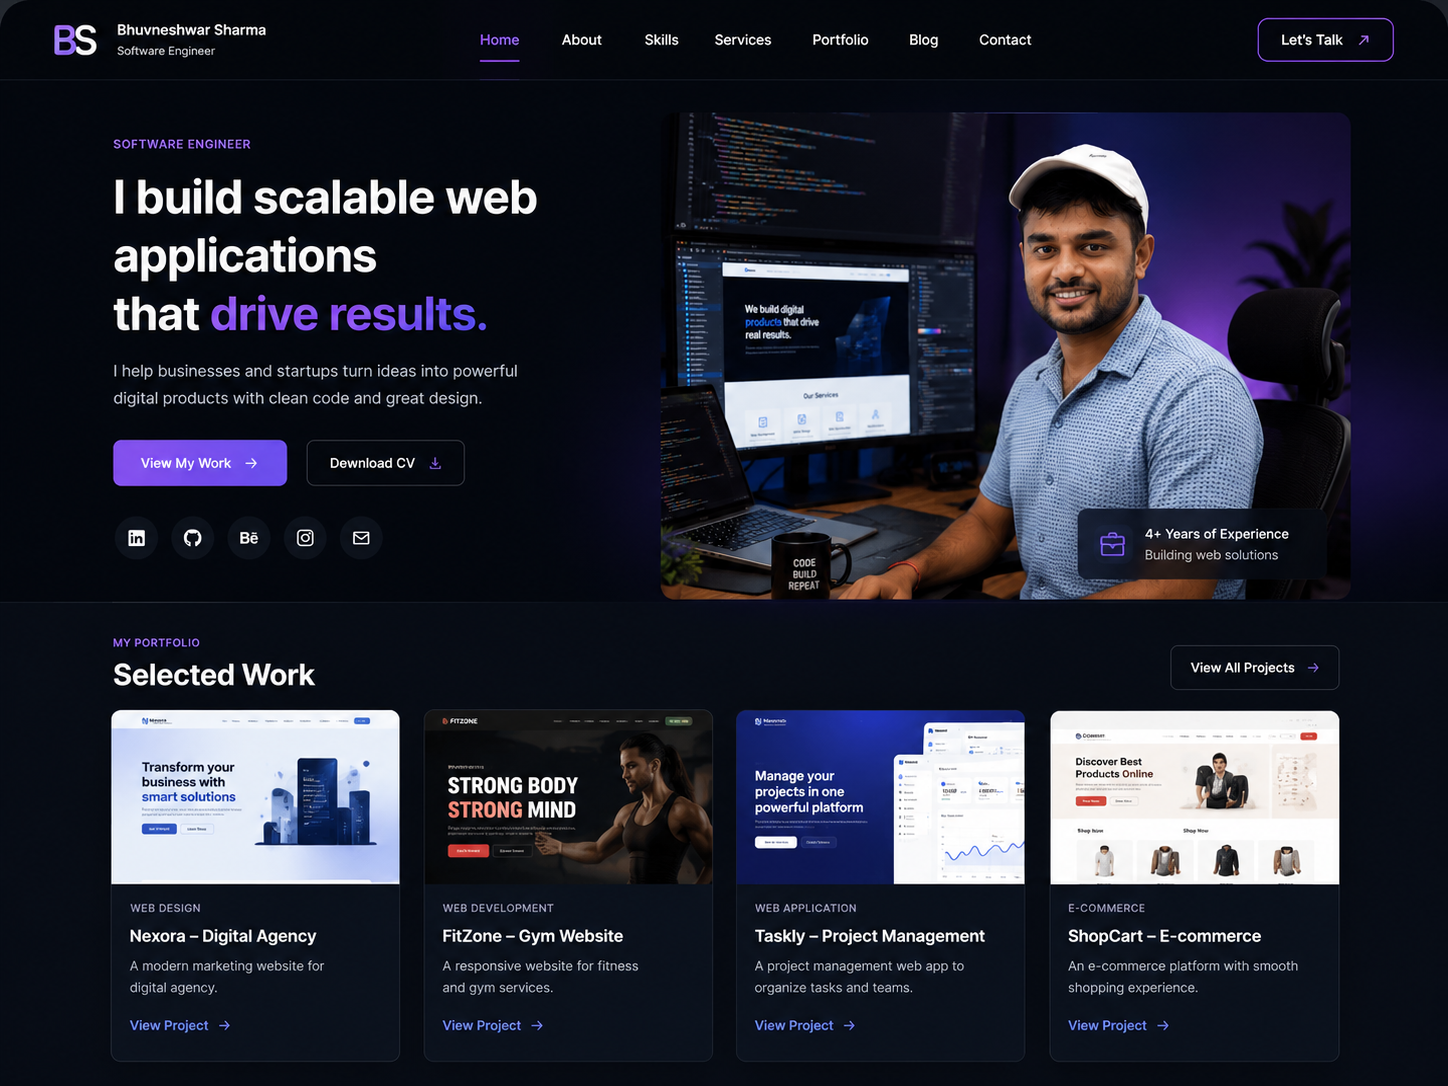 BS
Bhuvneshwar Sharma
Software Engineer
Home
About
Skills
Services
Portfolio
Blog
Contact
Let's Talk
SOFTWARE ENGINEER
I build scalable web
applications
that drive results.
I help businesses and startups turn ideas into powerful
digital products with clean code and great design.
View My Work
Dewnload CV
Bē
We build digital
products that drive
real results.
Our Services
CODE
BUILD
REPEAT
4+ Years of Experience
Building web solutions
MY PORTFOLIO
Selected Work
View All Projects
Transform your
business with
smart solutions
WEB DESIGN
Nexora – Digital Agency
A modern marketing website for
digital agency.
View Project
FITZONE
STRONG BODY
STRONG MIND
WEB DEVELOPMENT
FitZone – Gym Website
A responsive website for fitness
and gym services.
View Project
Manage your
projects in one
powerful platform
WEB APPLICATION
Taskly – Project Management
A project management web app to
organize tasks and teams.
View Project
Discover Best
Products Online
Shop Now
Shop Now
E-COMMERCE
ShopCart – E-commerce
An e-commerce platform with smooth
shopping experience.
View Project